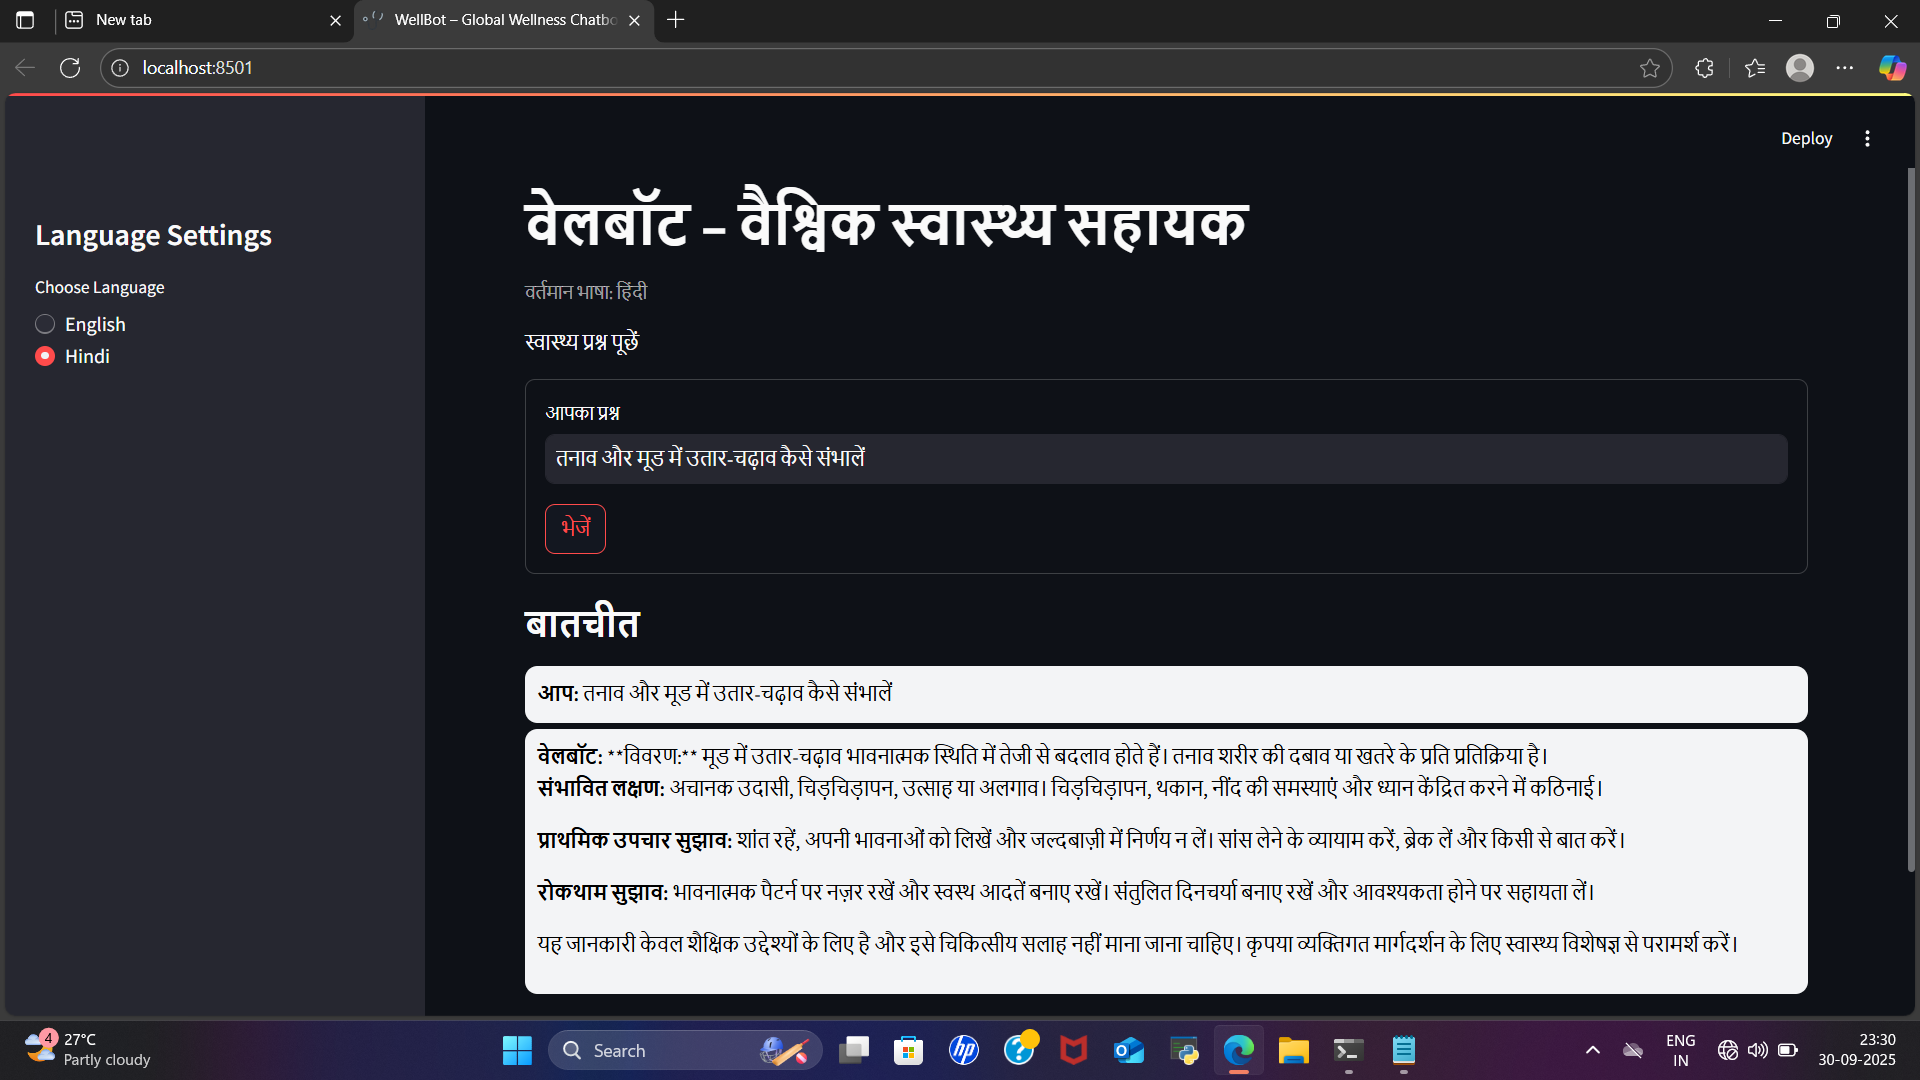 New tab
WellBot – Global Wellness Chatbo
localhost:8501
Deploy
Language Settings
Choose Language
English
Hindi
वेलबॉट – वैश्विक स्वास्थ्य सहायक
वर्तमान भाषा: हिंदी
स्वास्थ्य प्रश्न पूछें
आपका प्रश्न
तनाव और मूड में उतार-चढ़ाव कैसे संभालें
भेजें
बातचीत
आप: तनाव और मूड में उतार-चढ़ाव कैसे संभालें
वेलबॉट: **विवरण:** मूड में उतार-चढ़ाव भावनात्मक स्थिति में तेजी से बदलाव होते हैं। तनाव शरीर की दबाव या खतरे के प्रति प्रतिक्रिया है।
संभावित लक्षण: अचानक उदासी, चिड़चिड़ापन, उत्साह या अलगाव। चिड़चिड़ापन, थकान, नींद की समस्याएं और ध्यान केंद्रित करने में कठिनाई।
प्राथमिक उपचार सुझाव: शांत रहें, अपनी भावनाओं को लिखें और जल्दबाज़ी में निर्णय न लें। सांस लेने के व्यायाम करें, ब्रेक लें और किसी से बात करें।
रोकथाम सुझाव: भावनात्मक पैटर्न पर नज़र रखें और स्वस्थ आदतें बनाए रखें। संतुलित दिनचर्या बनाए रखें और आवश्यकता होने पर सहायता लें।
यह जानकारी केवल शैक्षिक उद्देश्यों के लिए है और इसे चिकित्सीय सलाह नहीं माना जाना चाहिए। कृपया व्यक्तिगत मार्गदर्शन के लिए स्वास्थ्य विशेषज्ञ से परामर्श करें।
4
27°C
Partly cloudy
Search
hp
ENG
IN
23:30
30-09-2025